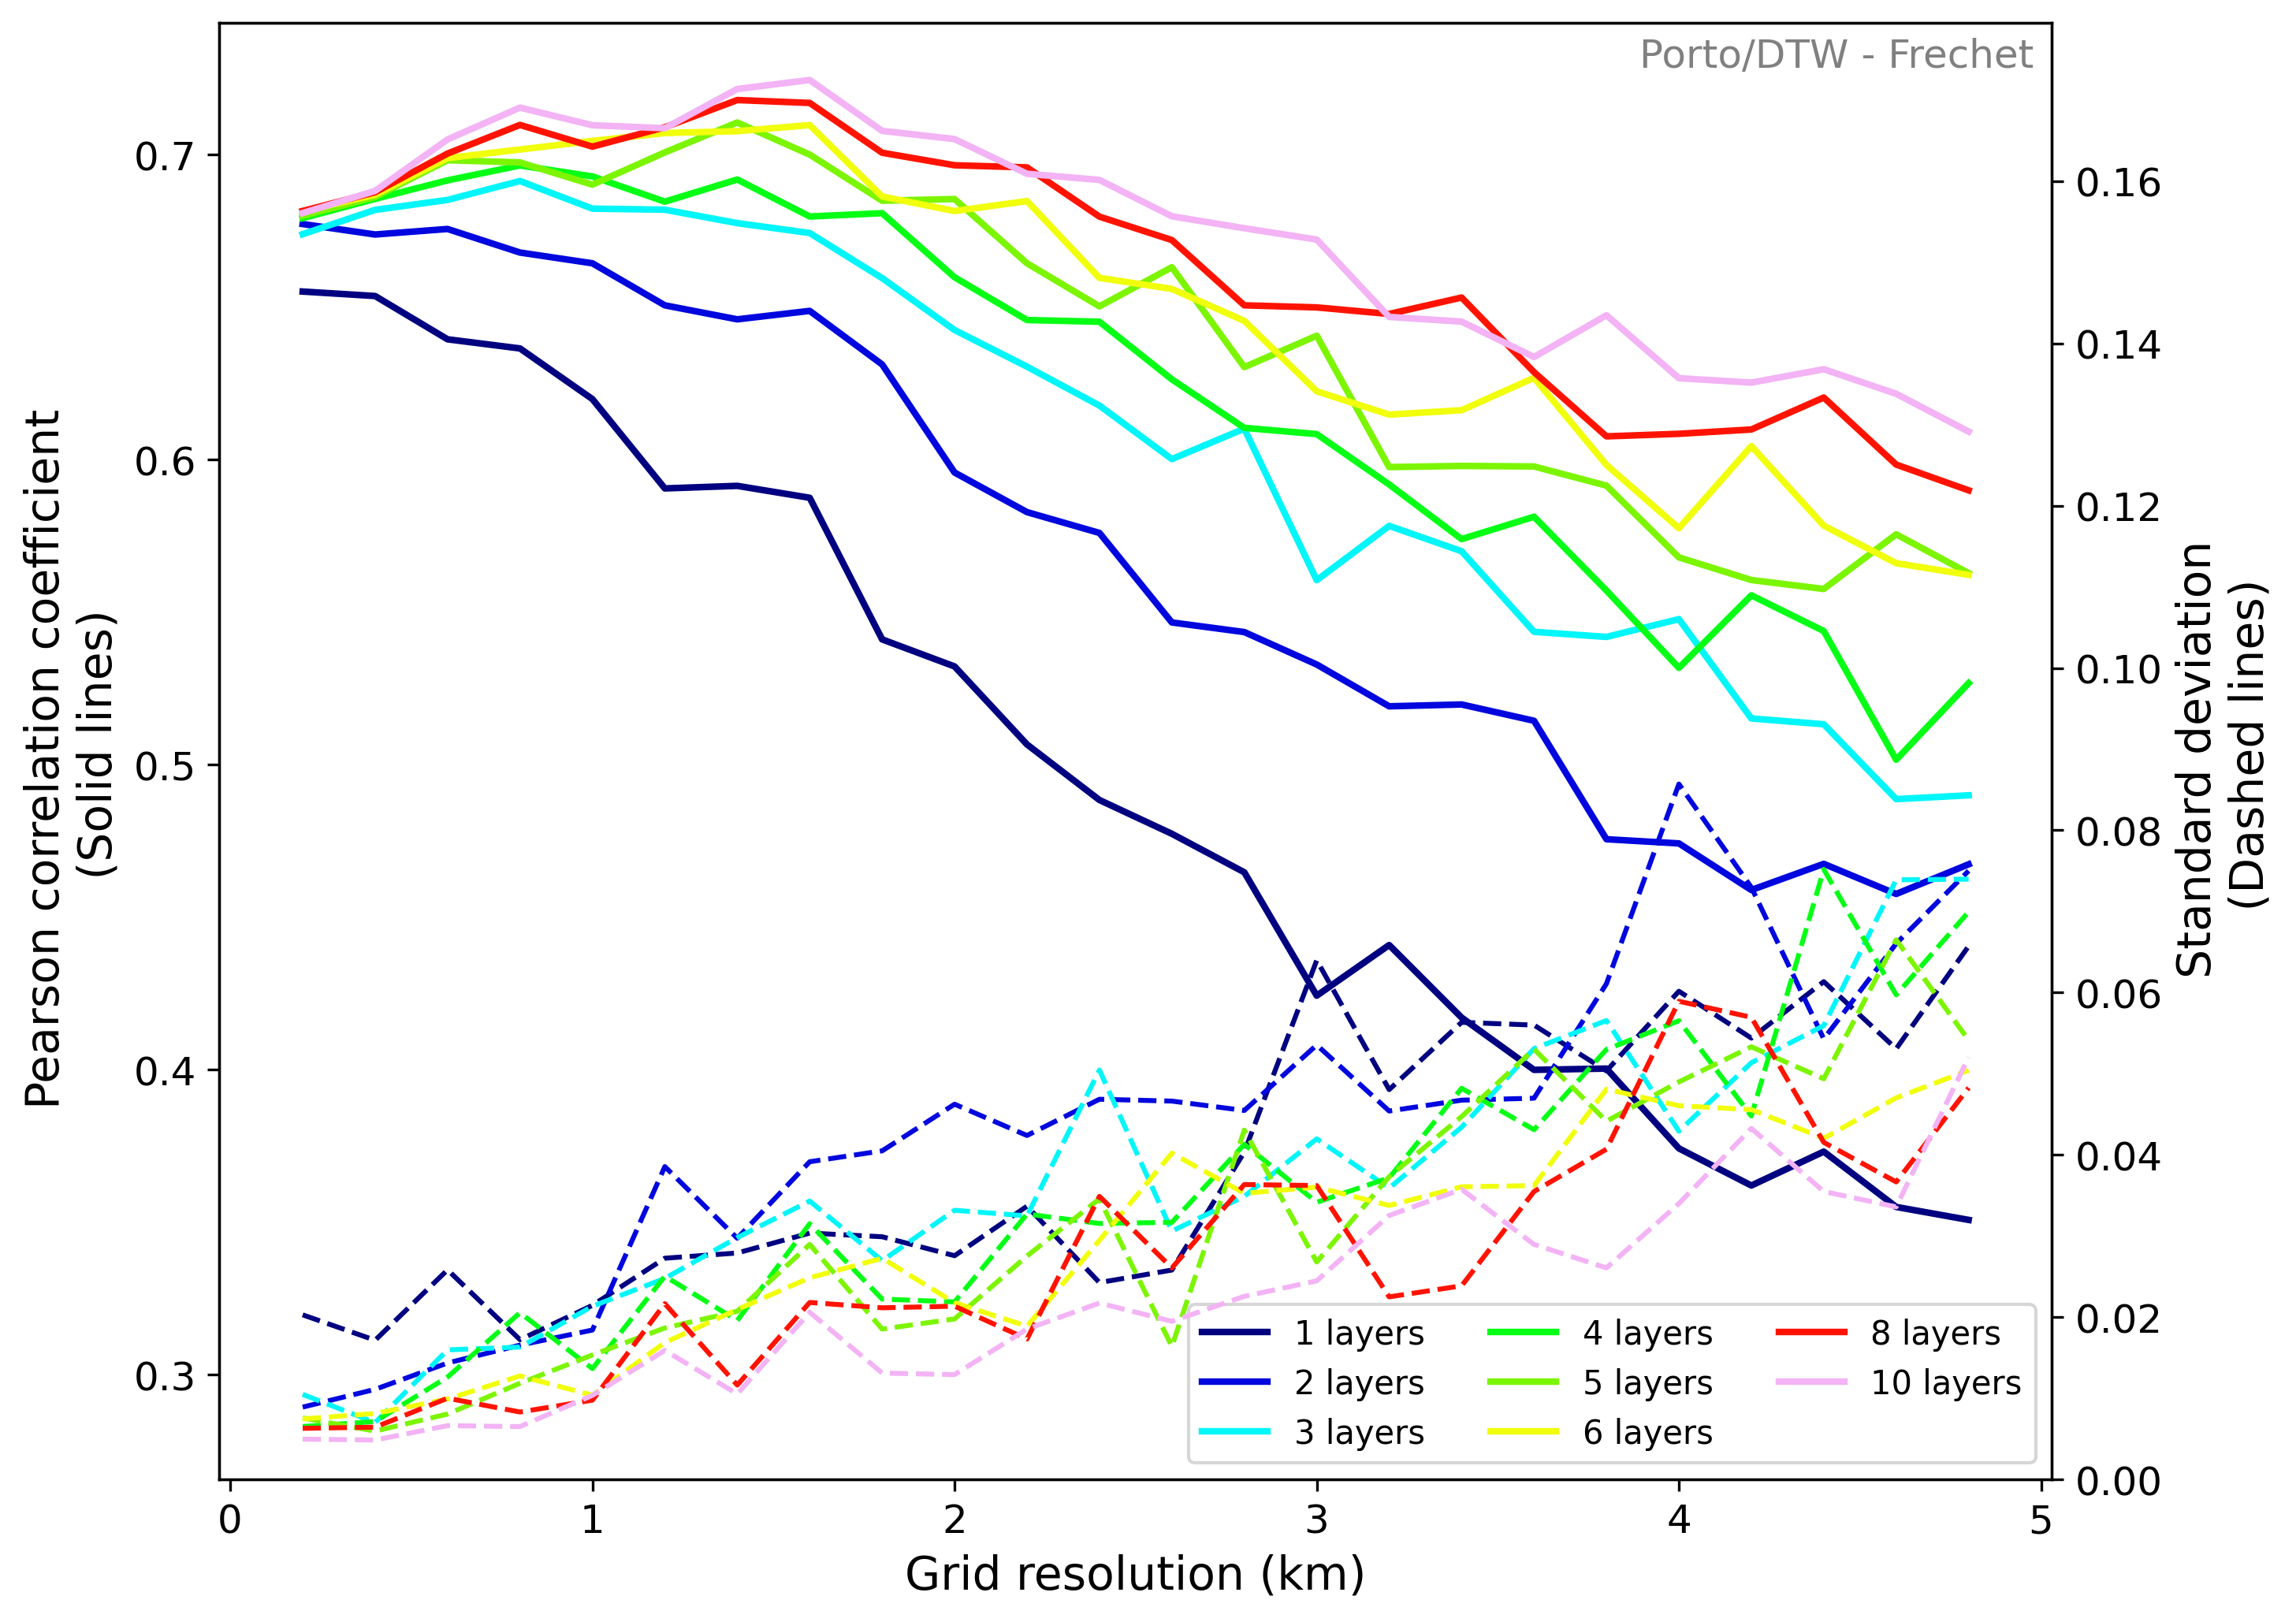 Porto/DTW - Frechet
Pearson correlation coefficient
(Solid lines)
0.7
0.6
0.5
0.4
0.3
0.16
0.14
0.12
0.10
0.08
0.06
0.04
0.02
0.00
Standard deviation
(Dashed lines)
1 layers
2 layers
3 layers
4 layers
5 layers
6 layers
8 layers
10 layers
0 1 2 3 4 5
Grid resolution (km)